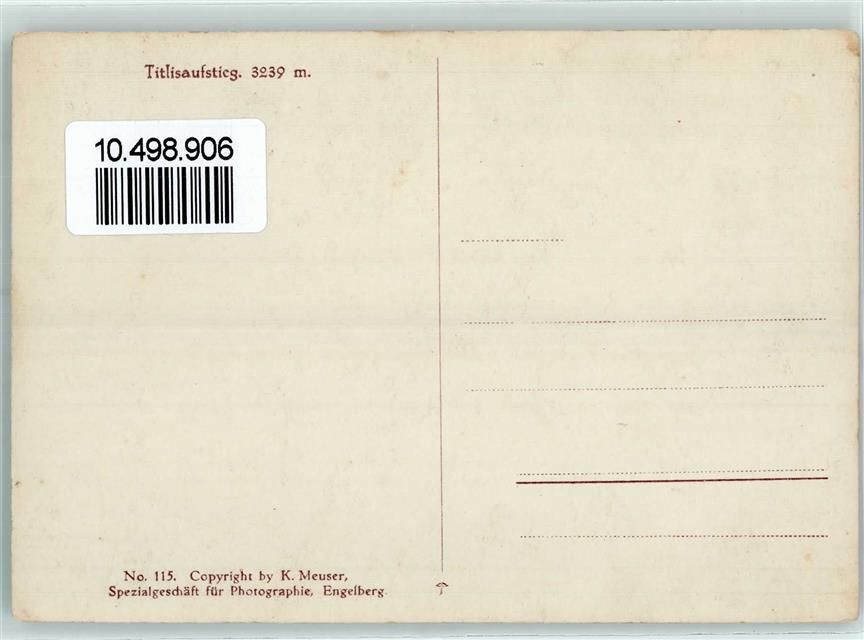 Titlisaufstieg. 3239 m.
10.498.906
No. 115. Copyright by K. Meuser,
Spezialgeschäft für Photographie, Engelberg.